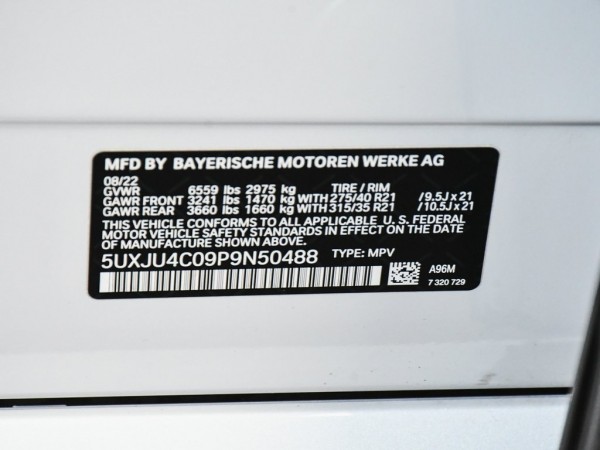 MFD BY BAYERISCHE MOTOREN WERKE AG
08/22
GVWR 6559 lbs 2975 kg TIRE / RIM
GAWR FRONT 3241 lbs 1470 kg WITH 275/40 R21 /9.5J x 21
GAWR REAR 3660 lbs 1660 kg WITH 315/35 R21 /10.5J x 21
THIS VEHICLE CONFORMS TO ALL APPLICABLE U. S. FEDERAL
MOTOR VEHICLE SAFETY STANDARDS IN EFFECT ON THE DATE OF
MANUFACTURE SHOWN ABOVE.
5UXJU4C09P9N50488 TYPE: MPV
A96M
7 320 729